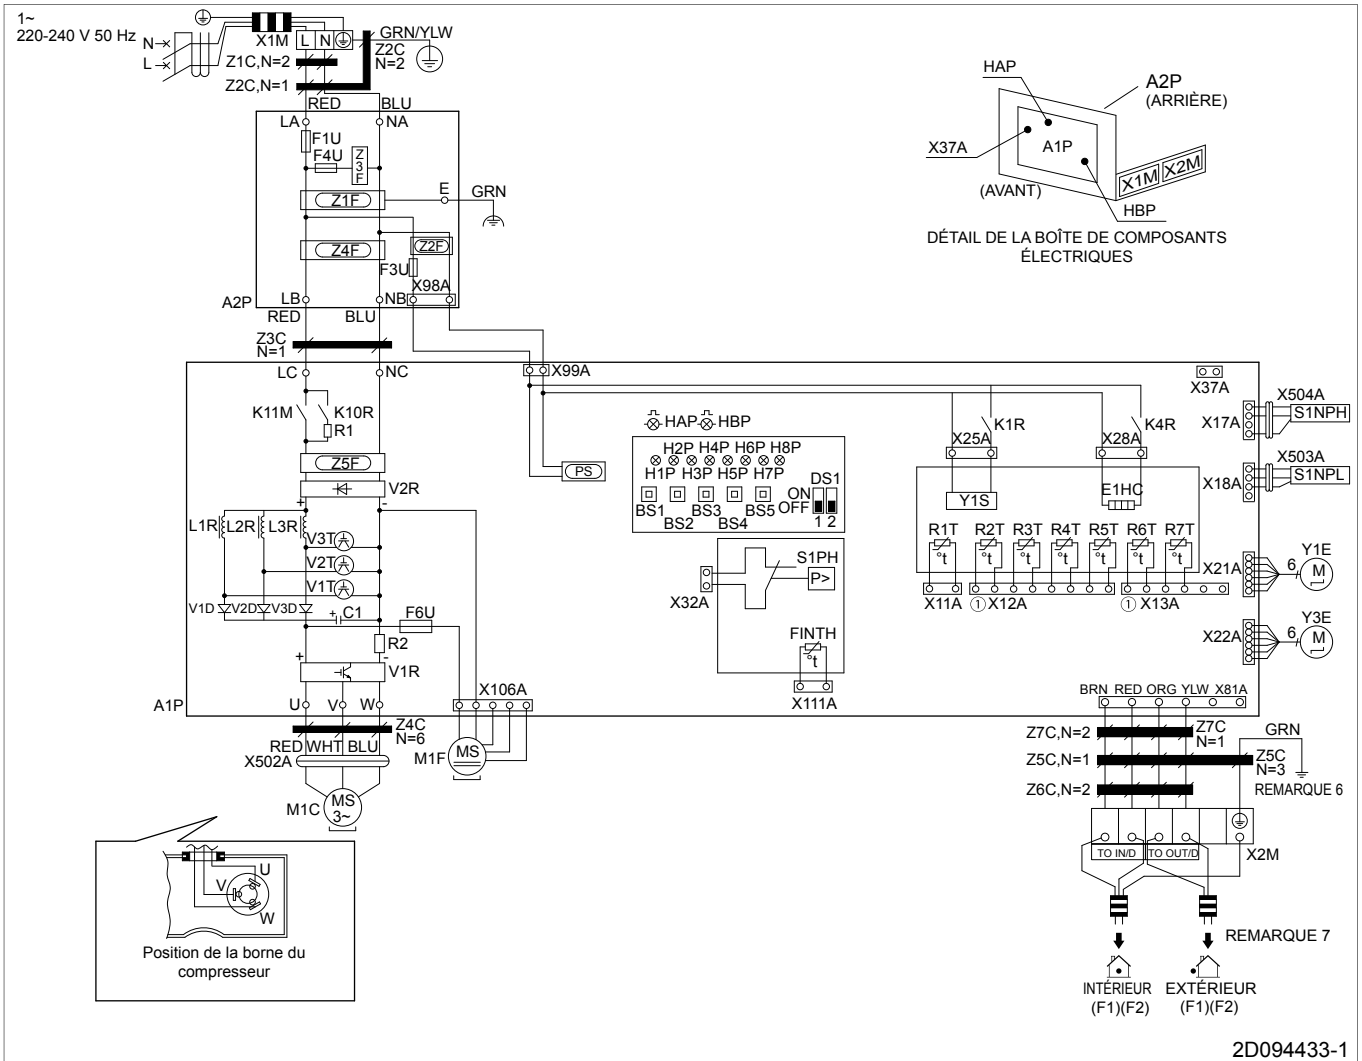 1~
220-240 V 50 Hz
N
L
X1M
L N
GRN/YLW
Z2C
N=2
Z1C,N=2
Z2C,N=1
RED
BLU
LA
NA
F1U
F4U
Z3F
Z1F
E
GRN
Z4F
Z2F
F3U
X98A
A2P
LB
NB
RED
BLU
HAP
A2P
(ARRIÈRE)
X37A
A1P
(AVANT)
X1M
X2M
HBP
DÉTAIL DE LA BOÎTE DE COMPOSANTS
ÉLECTRIQUES
Z3C
N=1
LC
NC
X99A
X37A
K11M
K10R
R1
Z5F
V2R
+
-
L1R
L2R
L3R
V3T
V2T
V1T
V1D
V2D
V3D
+
C1
F6U
R2
+
-
V1R
A1P
U
V
W
X106A
Z4C
N=6
RED WHT BLU
X502A
M1F
MS
M1C
MS
3~
PS
HAP
HBP
H2P H4P H6P H8P
H1P H3P H5P H7P
DS1
ON
OFF
1 2
BS1
BS2
BS3
BS4
BS5
X32A
S1PH
P>
FINTH
°t
X111A
K1R
K4R
X25A
X28A
Y1S
E1HC
R1T R2T R3T R4T R5T R6T R7T
°t °t °t °t °t °t °t
X11A
① X12A
① X13A
X17A
X504A
S1NPH
X18A
X503A
S1NPL
X21A
6
Y1E
M
X22A
6
Y3E
M
BRN RED ORG YLW X81A
Z7C,N=2
Z7C
N=1
GRN
Z5C,N=1
Z5C
N=3
Z6C,N=2
REMARQUE 6
TO IN/D
TO OUT/D
X2M
REMARQUE 7
INTÉRIEUR
(F1)(F2)
EXTÉRIEUR
(F1)(F2)
U
V
W
Position de la borne du
compresseur
2D094433-1